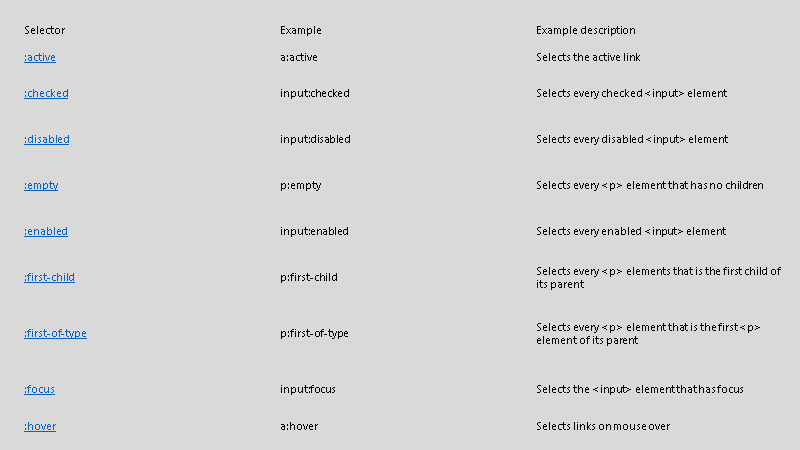 Selector Example Example description
:active a:active Selects the active link
:checked input:checked Selects every checked <input> element
:disabled input:disabled Selects every disabled <input> element
:empty p:empty Selects every <p> element that has no children
:enabled input:enabled Selects every enabled <input> element
:first-child p:first-child Selects every <p> elements that is the first child of
its parent
:first-of-type p:first-of-type Selects every <p> element that is the first <p>
element of its parent
:focus input:focus Selects the <input> element that has focus
:hover a:hover Selects links on mouse over